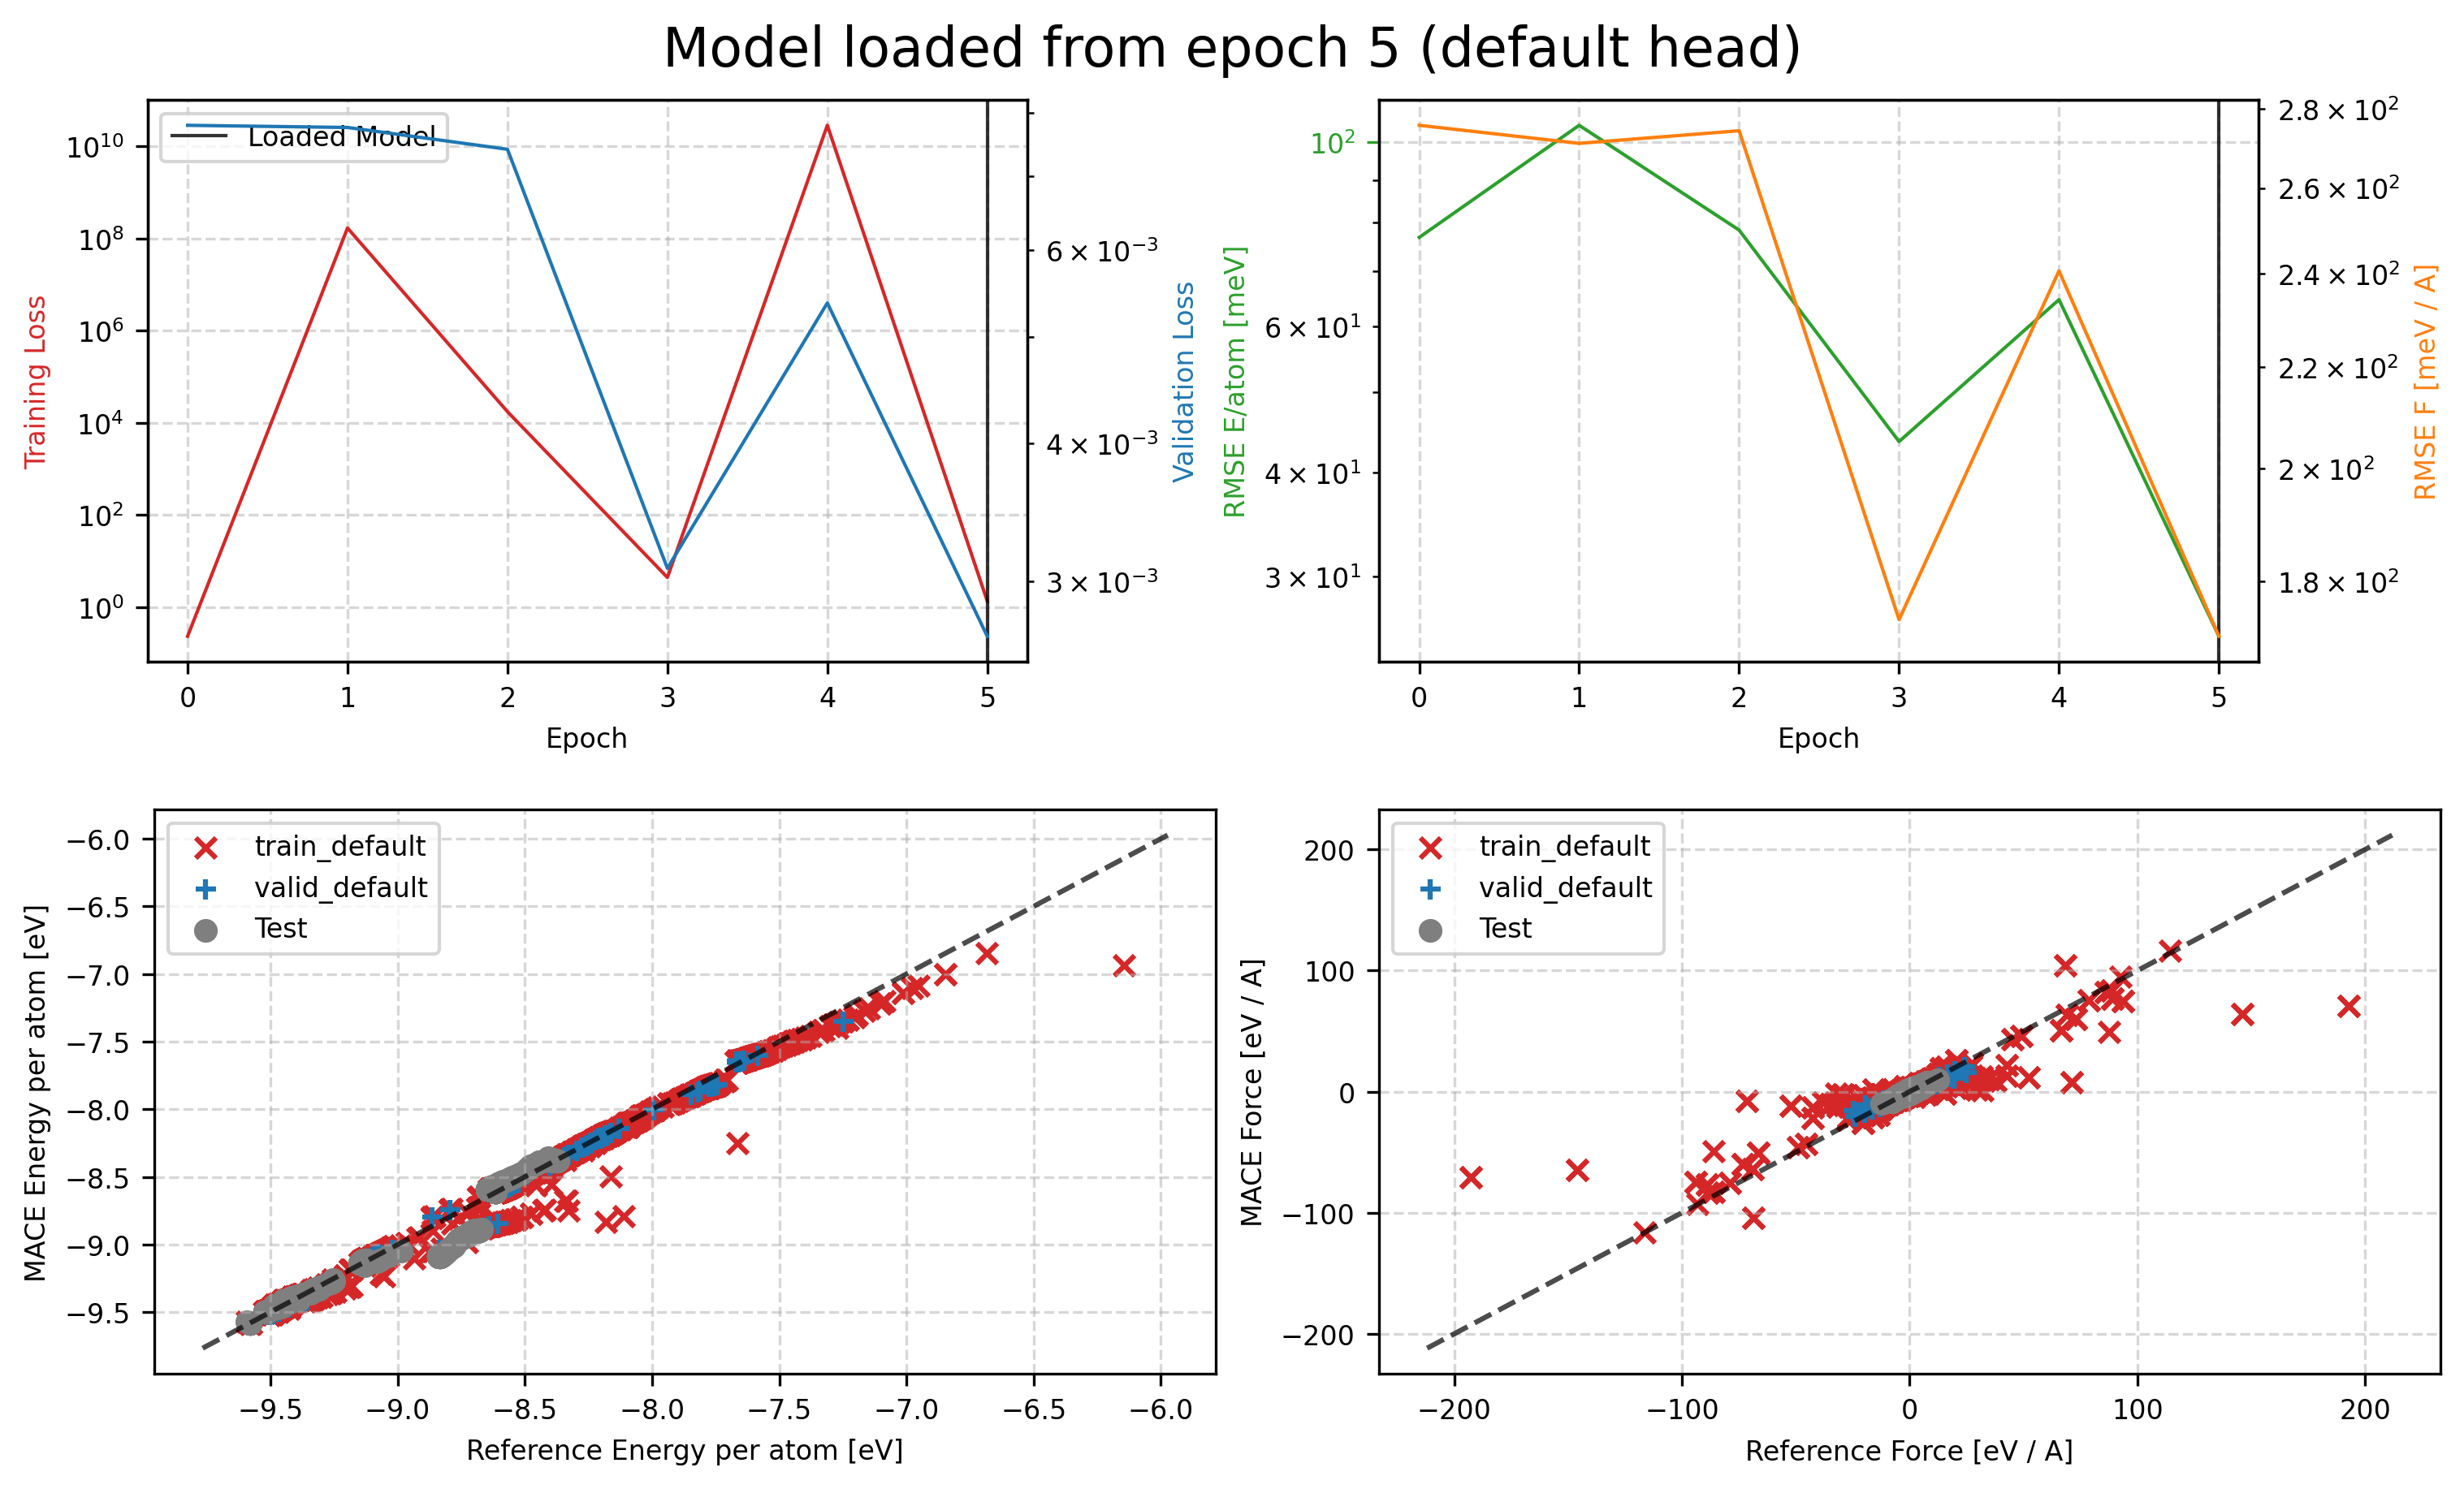 Model loaded from epoch 5 (default head)
Loaded Model
Training Loss
10¹⁰
10⁸
10⁶
10⁴
10²
10⁰
6 × 10⁻³
4 × 10⁻³
3 × 10⁻³
Validation Loss
0 1 2 3 4 5
Epoch
RMSE E/atom [meV]
10²
6 × 10¹
4 × 10¹
3 × 10¹
2.8 × 10²
2.6 × 10²
2.4 × 10²
2.2 × 10²
2 × 10²
1.8 × 10²
RMSE F [meV / A]
0 1 2 3 4 5
Epoch
MACE Energy per atom [eV]
−6.0
−6.5
−7.0
−7.5
−8.0
−8.5
−9.0
−9.5
train_default
valid_default
Test
−9.5 −9.0 −8.5 −8.0 −7.5 −7.0 −6.5 −6.0
Reference Energy per atom [eV]
MACE Force [eV / A]
200
100
0
−100
−200
train_default
valid_default
Test
−200 −100 0 100 200
Reference Force [eV / A]